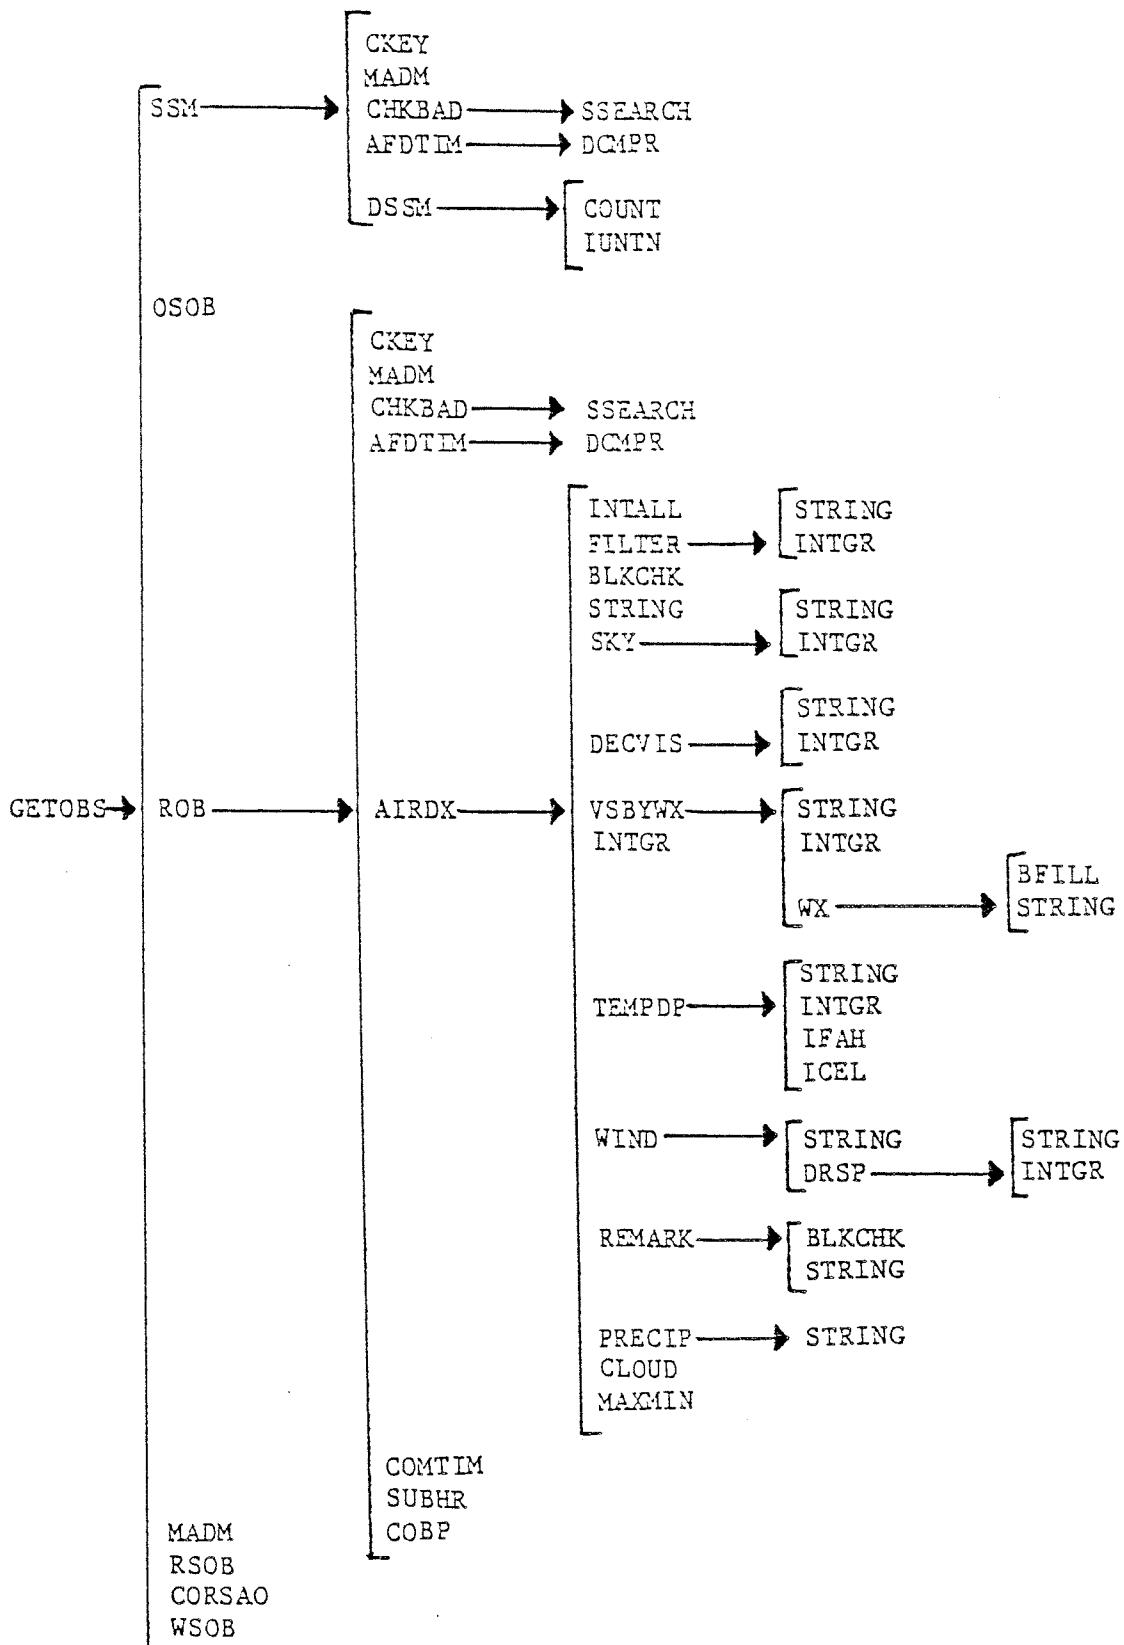 CKEY
MADM
SSM CHKBAD SSEARCH
AFDTIM DCMPR
DSSM COUNT
IUNTN
OSOB
CKEY
MADM
CHKBAD SSEARCH
AFDTIM DCMPR
INTALL STRING
FILTER INTGR
BLKCHK
STRING STRING
SKY INTGR
STRING
DECVIS INTGR
GETOBS ROB AIRDX VSBYWX STRING
INTGR INTGR
BFILL
WX STRING
STRING
TEMPDP INTGR
IFAH
ICEL
WIND STRING STRING
DRSP INTGR
REMARK BLKCHK
STRING
PRECIP STRING
CLOUD
MAXMIN
COMTIM
SUBHR
MADM COBP
RSOB
CORSAO
WSOB